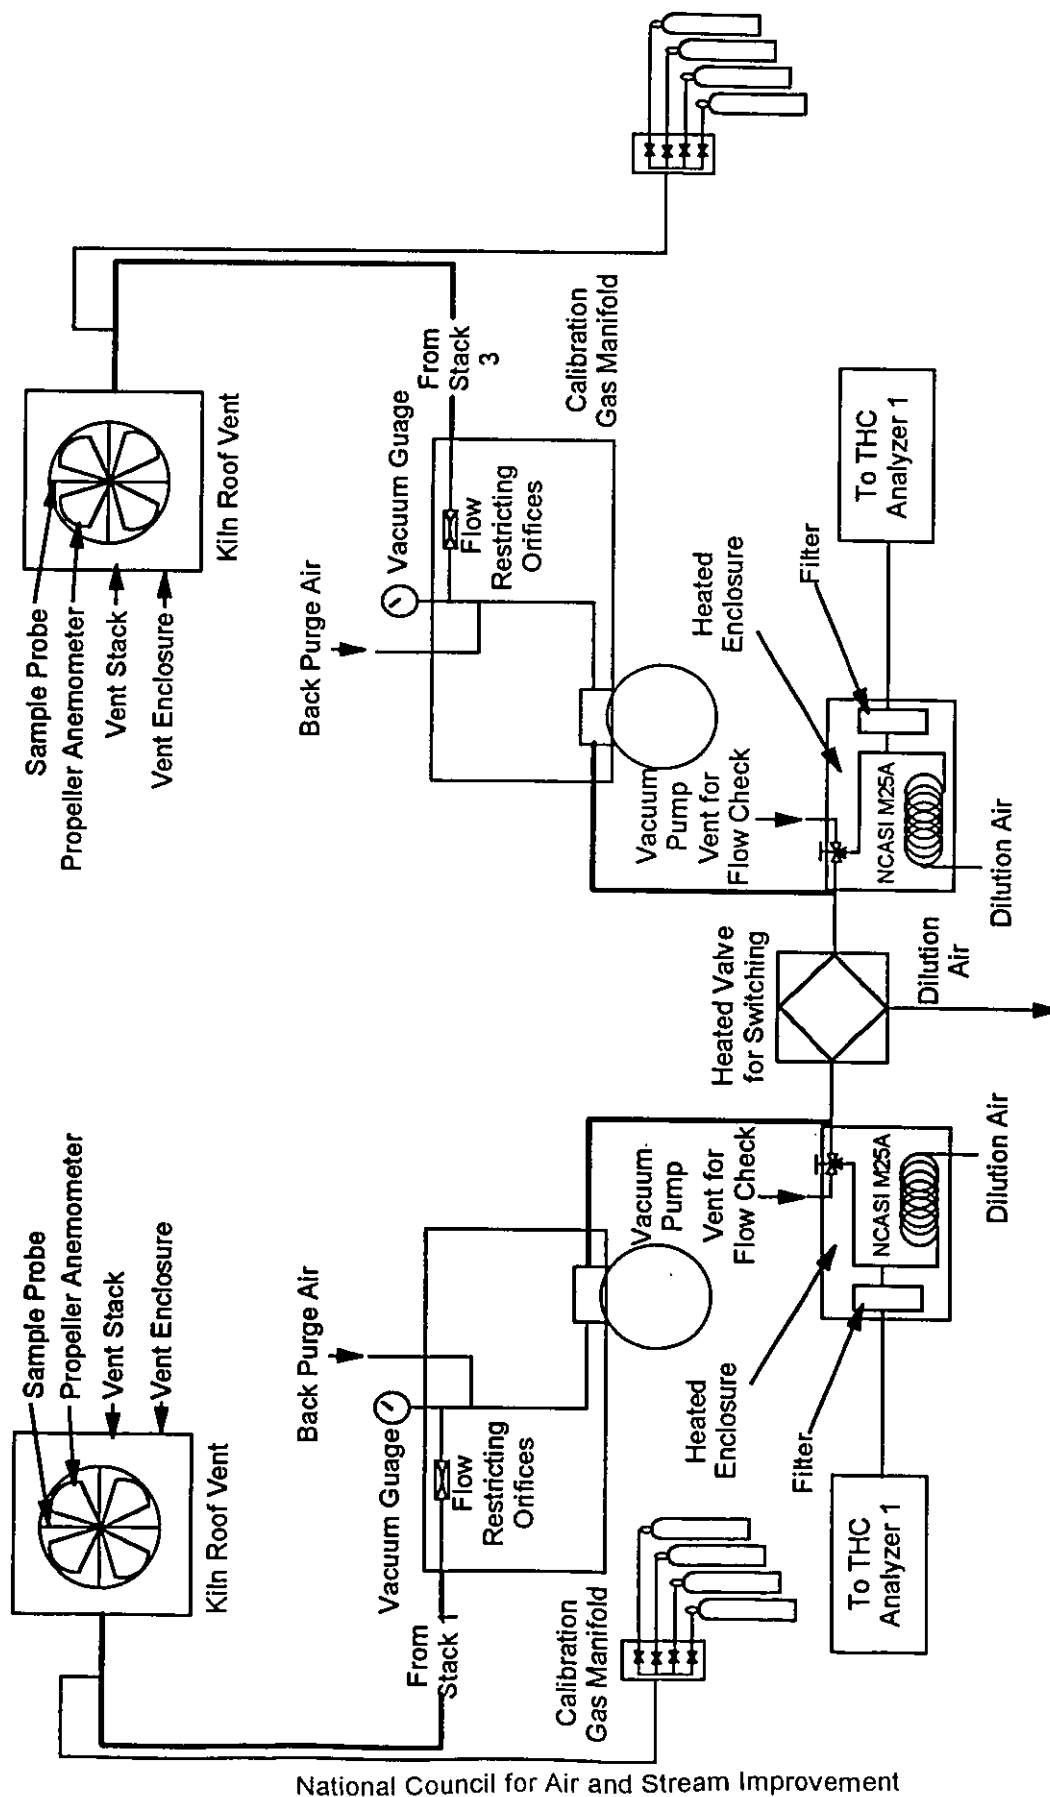 Sample Probe
Propeller Anemometer
Vent Stack
Vent Enclosure
Kiln Roof Vent
Back Purge Air
Vacuum Guage
From
Stack 1
Flow
Restricting
Orifices
Calibration
Gas Manifold
Vacuum
Pump
Vent for
Flow Check
Heated
Enclosure
Filter
NCASI M25A
Dilution Air
To THC
Analyzer 1
Heated Valve
for Switching
Dilution
Air
Sample Probe
Propeller Anemometer
Vent Stack
Vent Enclosure
Kiln Roof Vent
Back Purge Air
Vacuum Guage
From
Stack
3
Flow
Restricting
Orifices
Calibration
Gas Manifold
Vacuum
Pump
Vent for
Flow Check
Heated
Enclosure
Filter
NCASI M25A
Dilution Air
To THC
Analyzer 1
National Council for Air and Stream Improvement